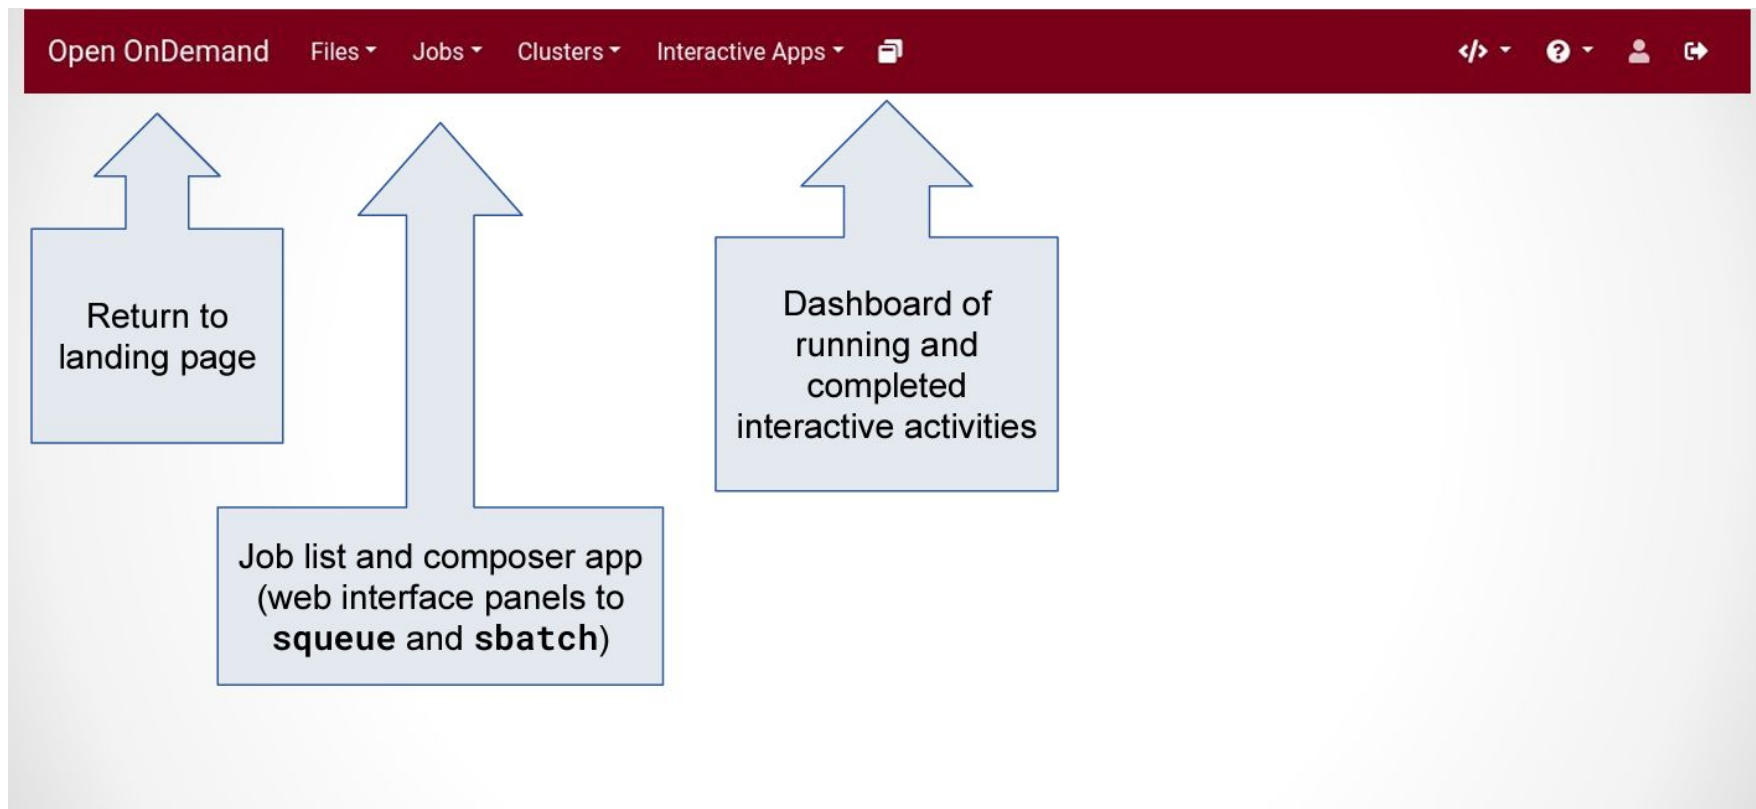 Open OnDemand Files Jobs Clusters Interactive Apps </>
Return to
landing page
Job list and composer app
(web interface panels to
squeue and sbatch)
Dashboard of
running and
completed
interactive activities